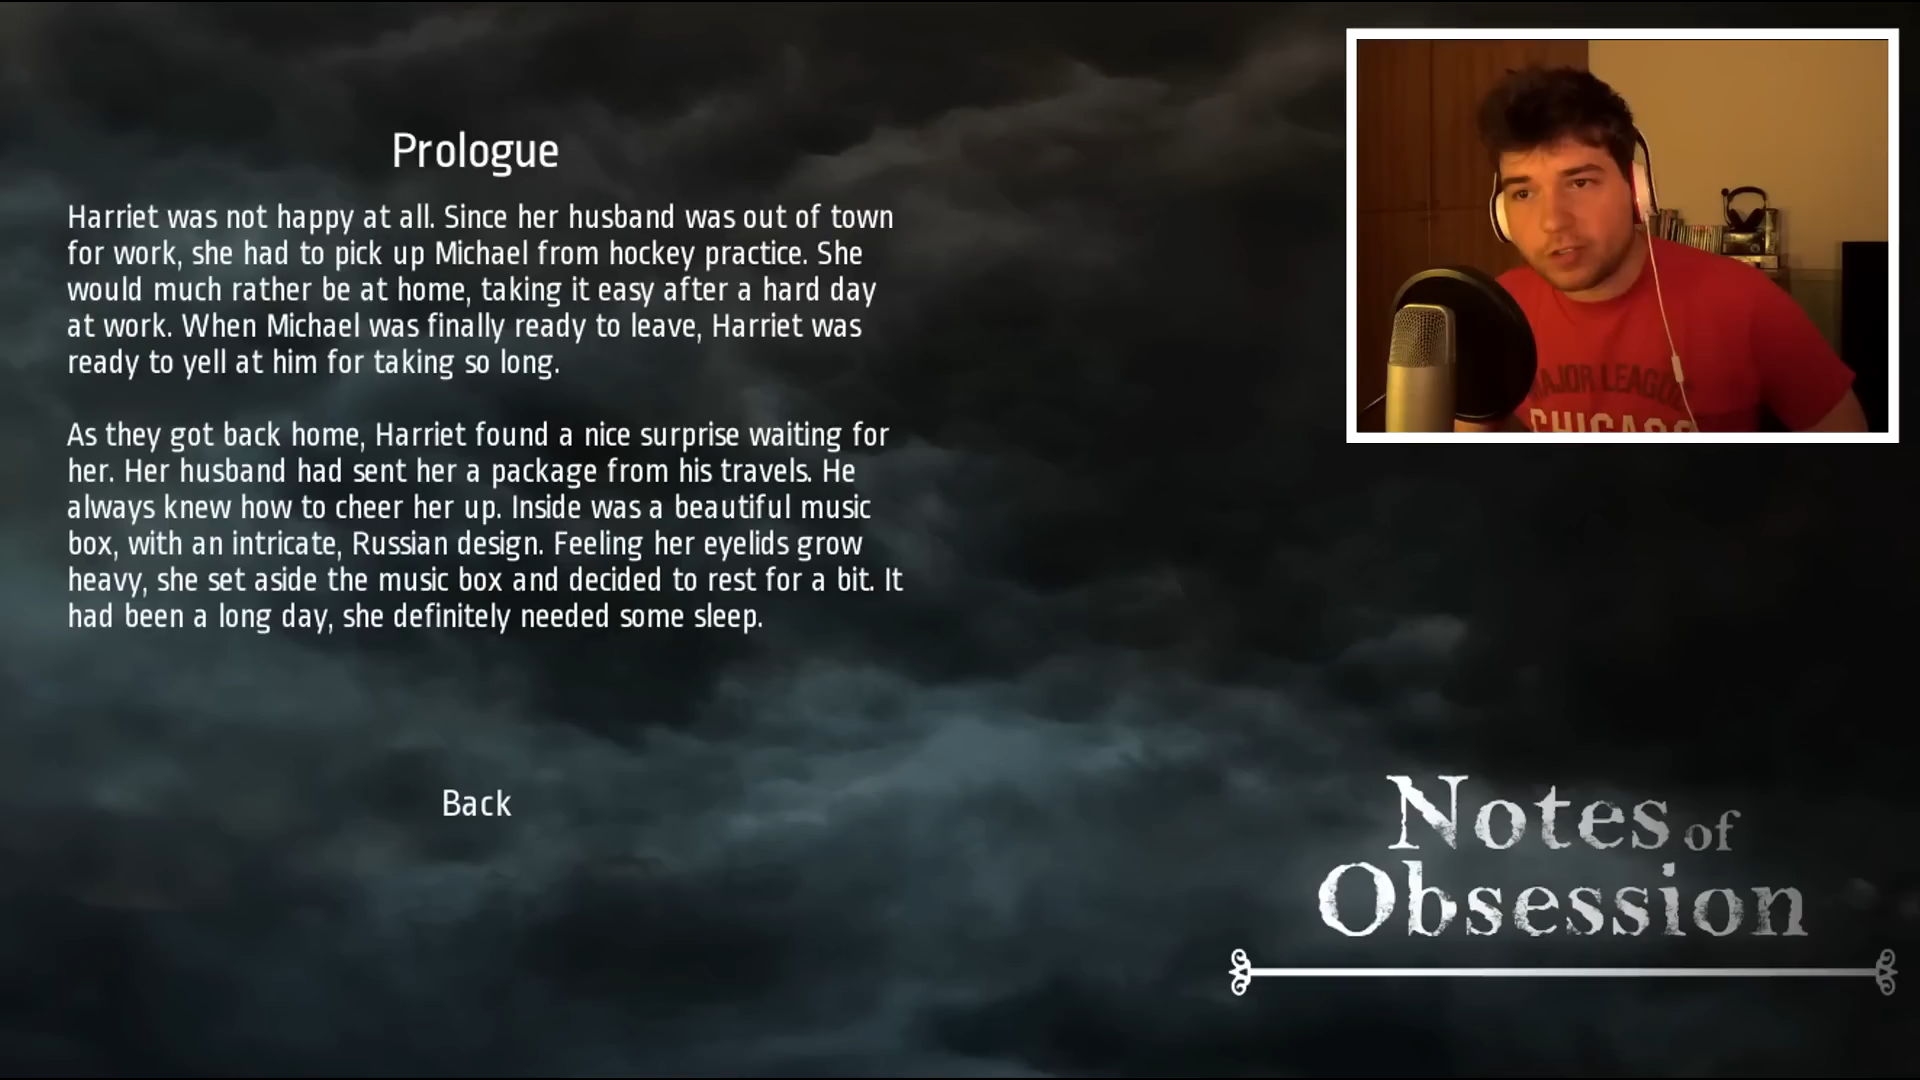 Prologue
Harriet was not happy at all. Since her husband was out of town
for work, she had to pick up Michael from hockey practice. She
would much rather be at home, taking it easy after a hard day
at work. When Michael was finally ready to leave, Harriet was
ready to yell at him for taking so long.
As they got back home, Harriet found a nice surprise waiting for
her. Her husband had sent her a package from his travels. He
always knew how to cheer her up. Inside was a beautiful music
box, with an intricate, Russian design. Feeling her eyelids grow
heavy, she set aside the music box and decided to rest for a bit. It
had been a long day, she definitely needed some sleep.
Back
MAJOR LEAGUE
CHICAGO
Notes of
Obsession